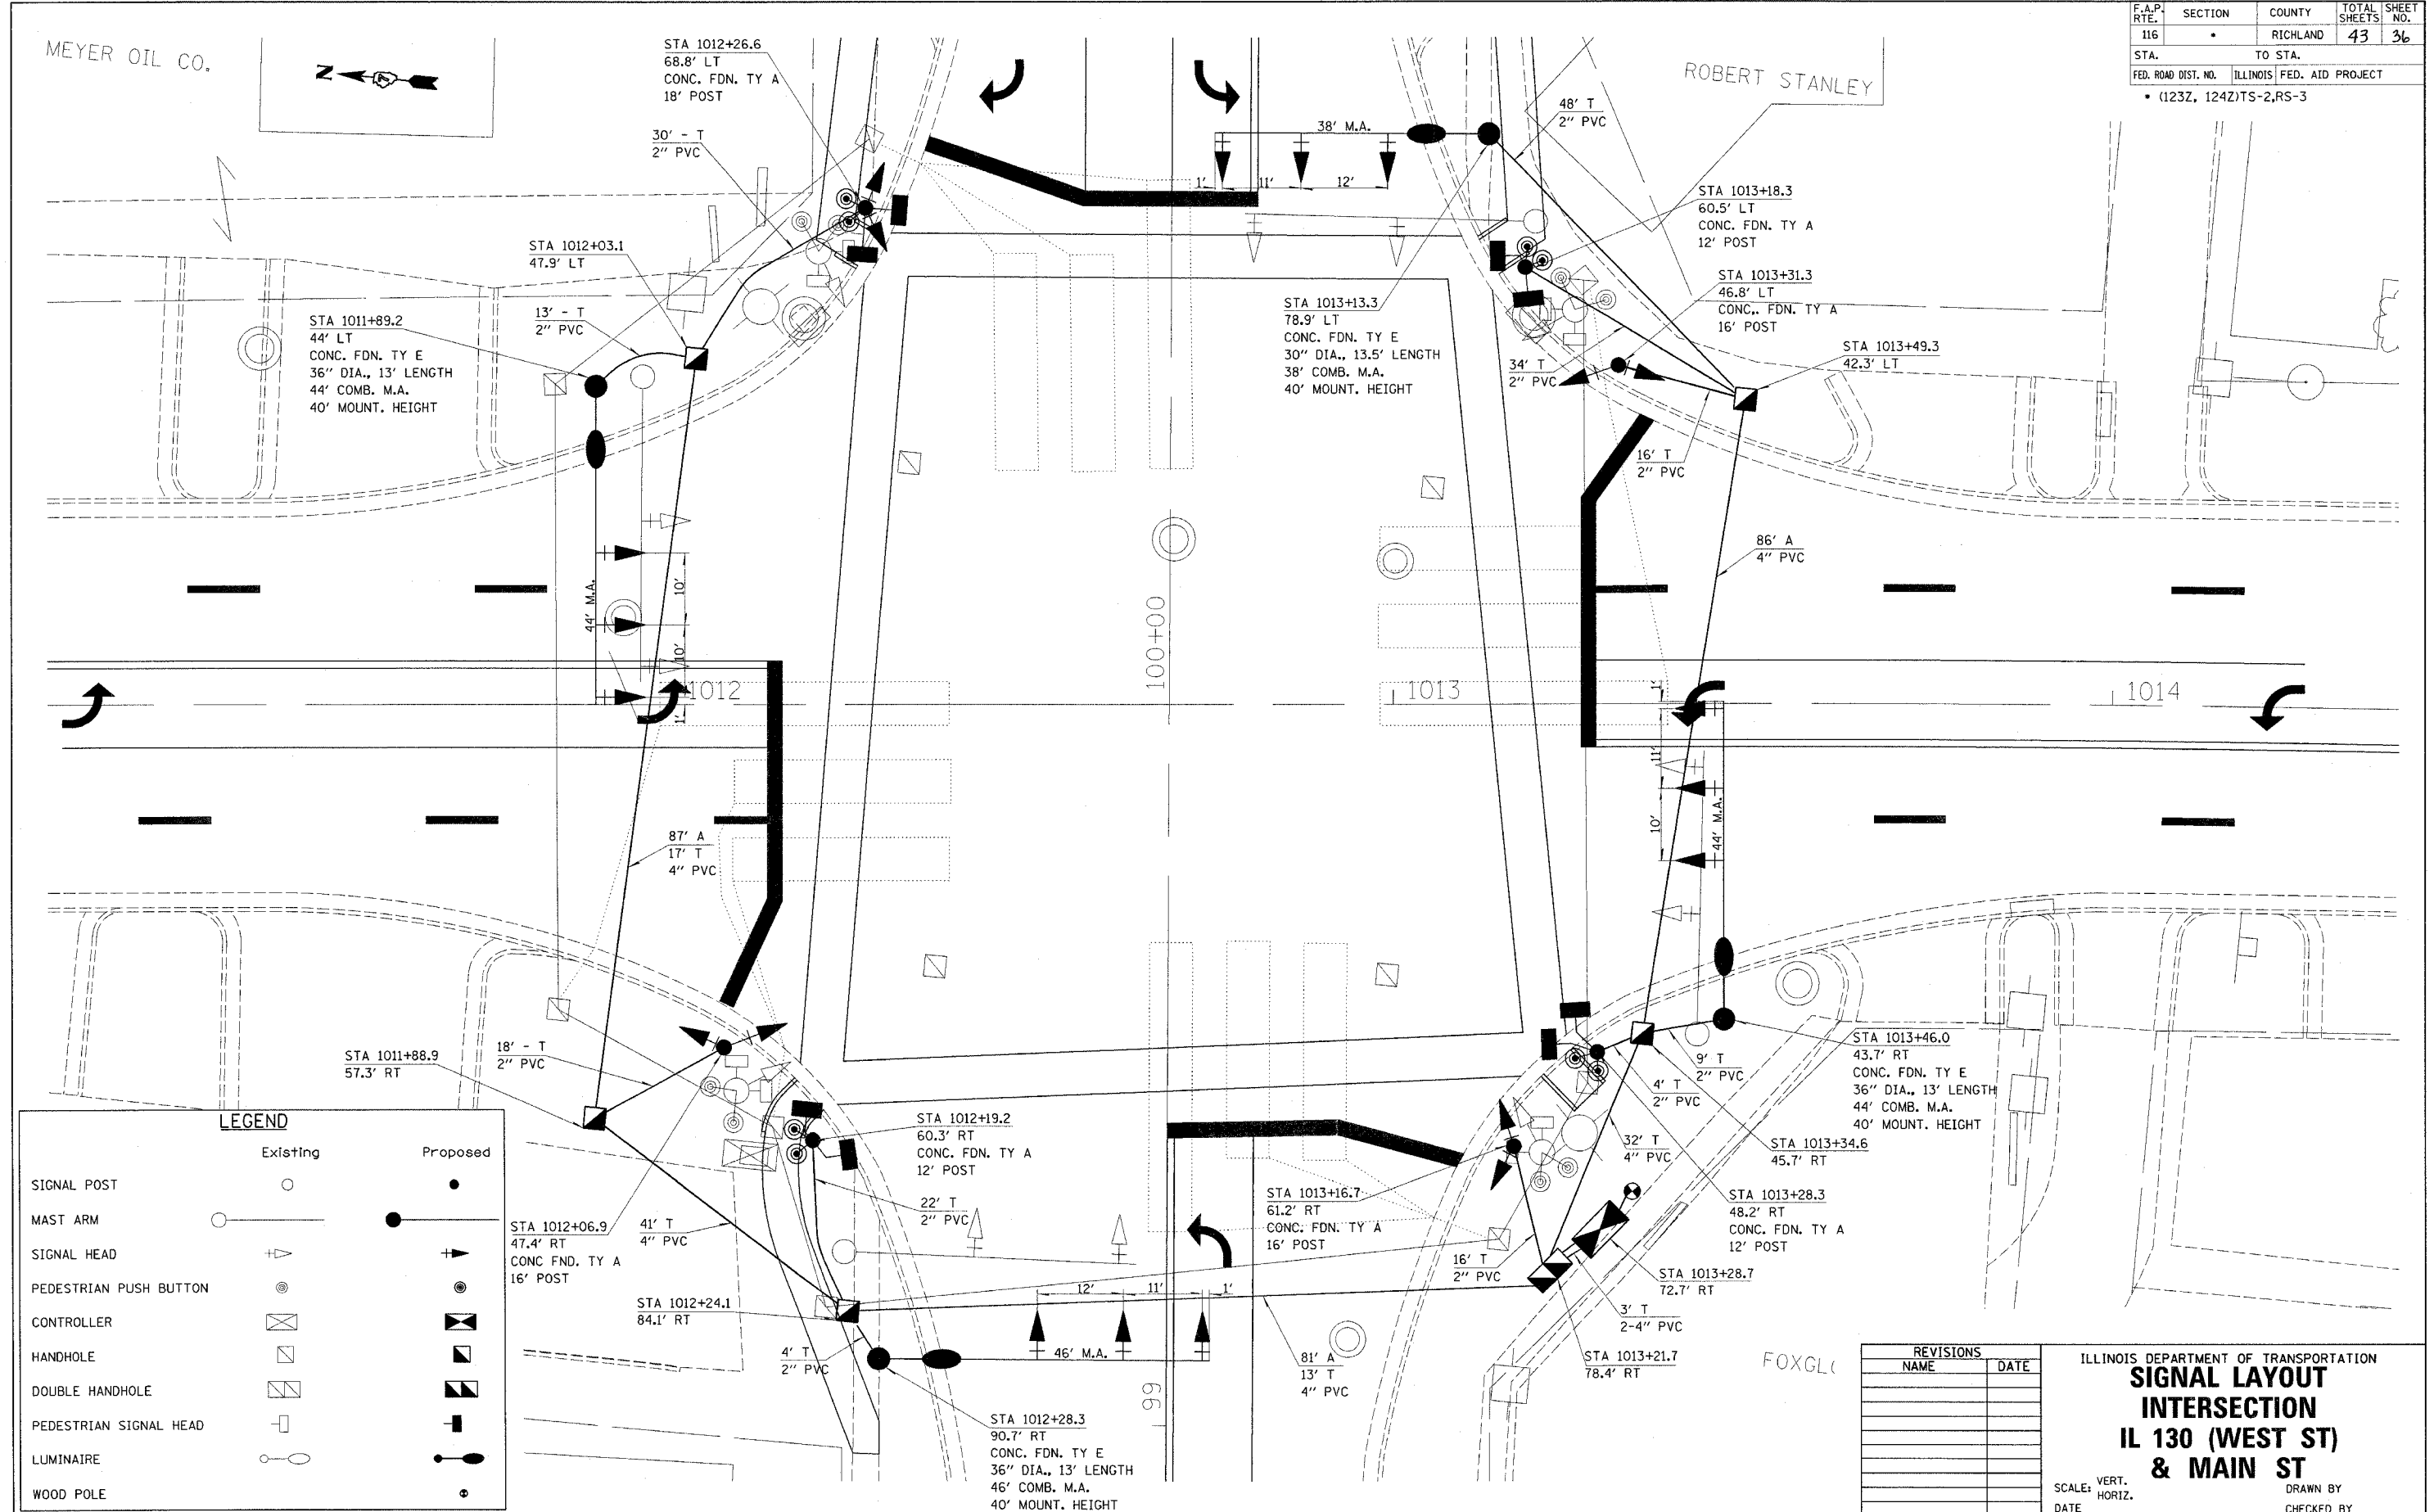 F.A.P. RTE. SECTION COUNTY TOTAL SHEETS SHEET NO.
116 • RICHLAND 43 36
STA. TO STA.
FED. ROAD DIST. NO. ILLINOIS FED. AID PROJECT
• (123Z, 124Z)TS-2,RS-3
MEYER OIL CO.
Z
ROBERT STANLEY
STA 1012+26.6
68.8' LT
CONC. FDN. TY A
18' POST
30' - T
2" PVC
38' M.A.
1' 11' 12'
48' T
2" PVC
STA 1013+18.3
60.5' LT
CONC. FDN. TY A
12' POST
STA 1012+03.1
47.9' LT
13' - T
2" PVC
STA 1011+89.2
44' LT
CONC. FDN. TY E
36" DIA., 13' LENGTH
44' COMB. M.A.
40' MOUNT. HEIGHT
STA 1013+13.3
78.9' LT
CONC. FDN. TY E
30" DIA., 13.5' LENGTH
38' COMB. M.A.
40' MOUNT. HEIGHT
STA 1013+31.3
46.8' LT
CONC. FDN. TY A
16' POST
34' T
2" PVC
STA 1013+49.3
42.3' LT
16' T
2" PVC
86' A
4" PVC
44' M.A.
10'
10'
1'
100+00
1012
1013
1014
1'
11'
10'
44' M.A.
87' A
17' T
4" PVC
STA 1011+88.9
57.3' RT
18' - T
2" PVC
STA 1012+19.2
60.3' RT
CONC. FDN. TY A
12' POST
22' T
2" PVC
STA 1012+06.9
47.4' RT
CONC FND. TY A
16' POST
41' T
4" PVC
STA 1012+24.1
84.1' RT
4' T
2" PVC
12' 11' 1'
46' M.A.
STA 1012+28.3
90.7' RT
CONC. FDN. TY E
36" DIA., 13' LENGTH
46' COMB. M.A.
40' MOUNT. HEIGHT
99
81' A
13' T
4" PVC
STA 1013+16.7
61.2' RT
CONC. FDN. TY A
16' POST
16' T
2" PVC
32' T
4" PVC
4' T
2" PVC
9' T
2" PVC
STA 1013+46.0
43.7' RT
CONC. FDN. TY E
36" DIA., 13' LENGTH
44' COMB. M.A.
40' MOUNT. HEIGHT
STA 1013+34.6
45.7' RT
STA 1013+28.3
48.2' RT
CONC. FDN. TY A
12' POST
STA 1013+28.7
72.7' RT
3' T
2-4" PVC
STA 1013+21.7
78.4' RT
LEGEND
Existing Proposed
SIGNAL POST
MAST ARM
SIGNAL HEAD
PEDESTRIAN PUSH BUTTON
CONTROLLER
HANDHOLE
DOUBLE HANDHOLE
PEDESTRIAN SIGNAL HEAD
LUMINAIRE
WOOD POLE
REVISIONS
NAME DATE
ILLINOIS DEPARTMENT OF TRANSPORTATION
SIGNAL LAYOUT
INTERSECTION
IL 130 (WEST ST)
& MAIN ST
SCALE: VERT.
HORIZ.
DRAWN BY
DATE CHECKED BY